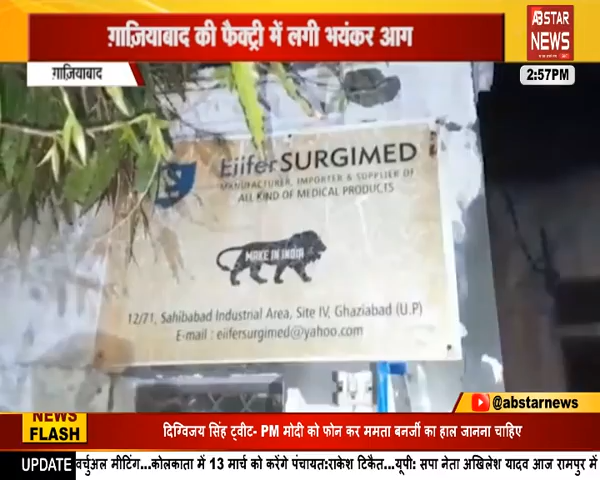 ग़ाज़ियाबाद की फैक्ट्री में लगी भयंकर आग
ABSTAR
NEWS
ग़ाज़ियाबाद
2:57PM
EiiferSURGIMED
MANUFACTURER, IMPORTER & SUPPLIER OF
ALL KIND OF MEDICAL PRODUCTS
MAKE IN INDIA
12/71, Sahibabad Industrial Area, Site IV, Ghaziabad (U.P)
E-mail : eiifersurgimed@yahoo.com
@abstarnews
NEWS
FLASH
दिग्विजय सिंह ट्वीट- PM मोदी को फोन कर ममता बनर्जी का हाल जानना चाहिए
UPDATE
वर्चुअल मीटिंग...कोलकाता में 13 मार्च को करेंगे पंचायत:राकेश टिकैत...यूपी: सपा नेता अखिलेश यादव आज रामपुर में